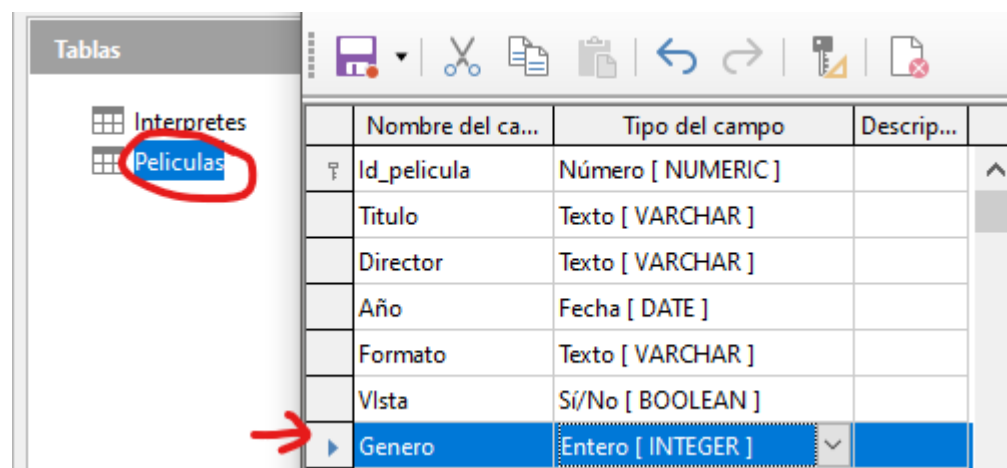 Tablas
Interpretes
Peliculas
Nombre del ca... Tipo del campo Descrip...
Id_pelicula Número [ NUMERIC ]
Titulo Texto [ VARCHAR ]
Director Texto [ VARCHAR ]
Año Fecha [ DATE ]
Formato Texto [ VARCHAR ]
VIsta Sí/No [ BOOLEAN ]
Genero Entero [ INTEGER ]